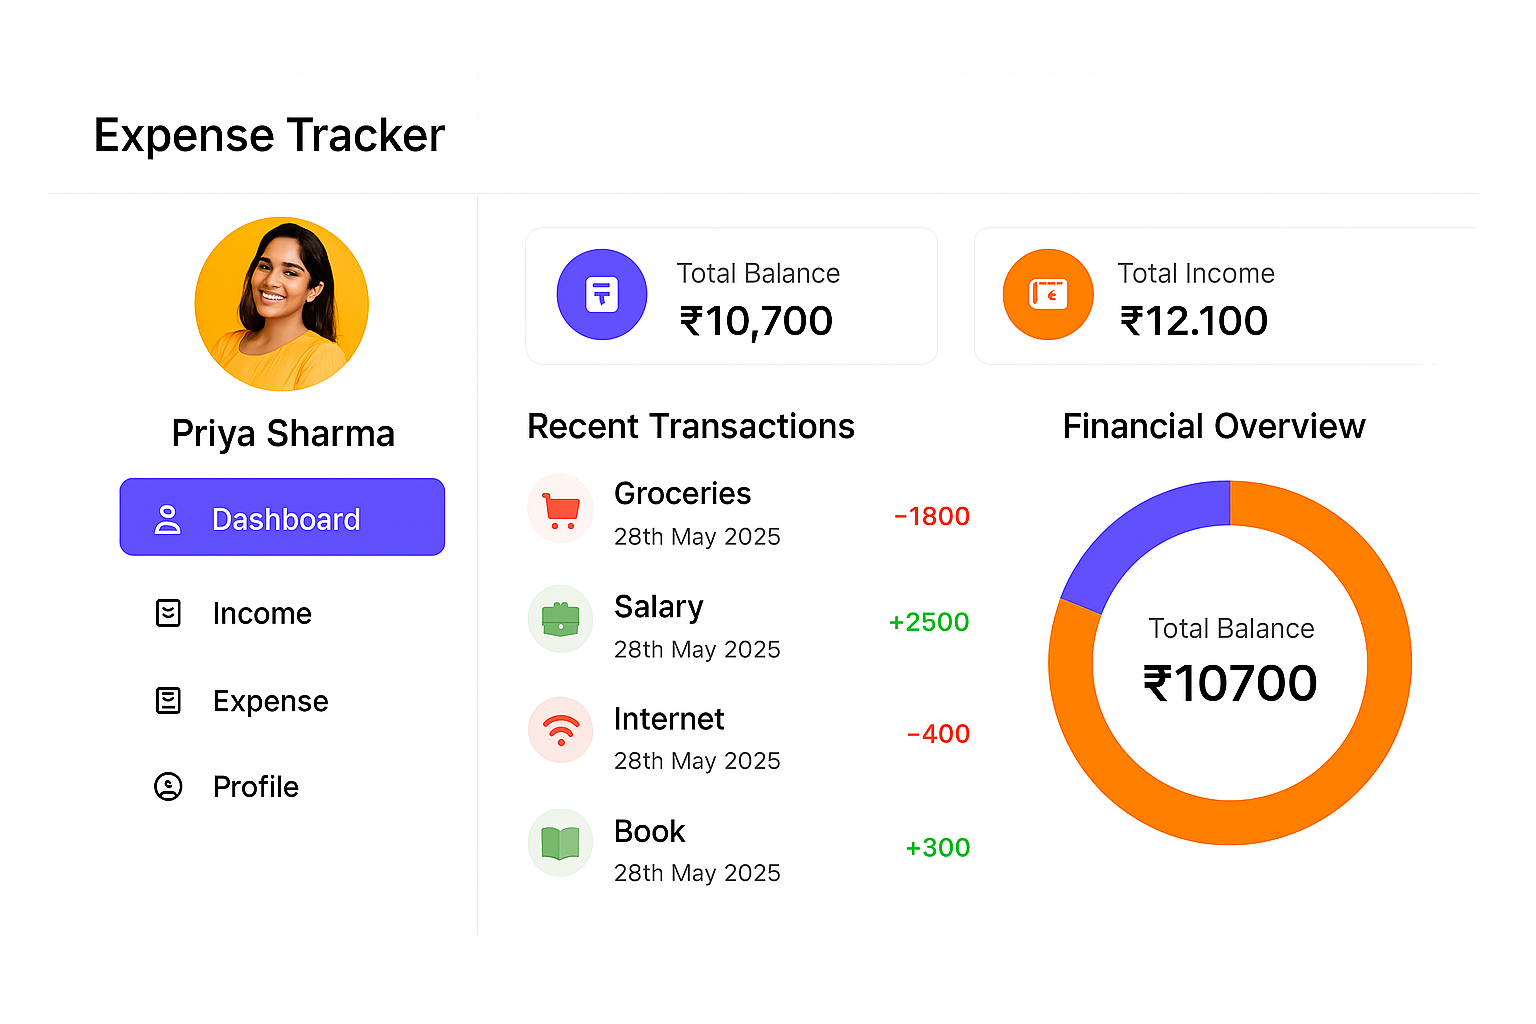 Expense Tracker
Priya Sharma
Dashboard
Income
Expense
Profile
Total Balance
₹10,700
Total Income
₹12.100
Recent Transactions
Groceries
28th May 2025
−1800
Salary
28th May 2025
+2500
Internet
28th May 2025
−400
Book
28th May 2025
+300
Financial Overview
Total Balance
₹10700